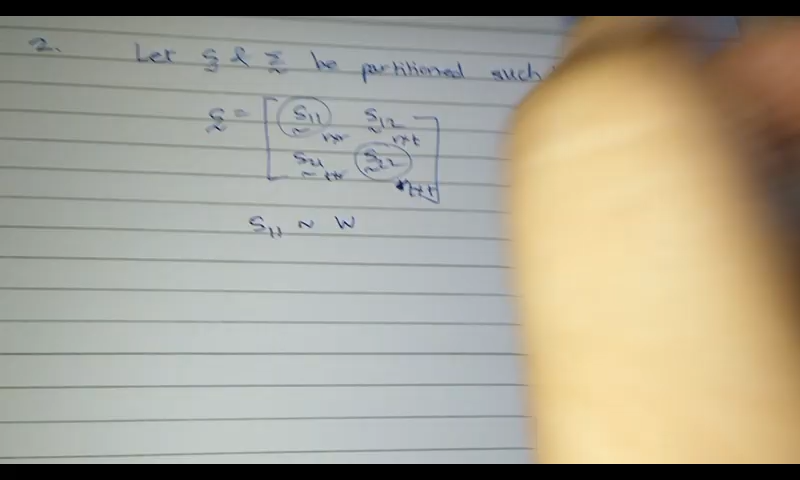 2. Let S & Σ be partitioned such
S = [ S11 r×r S12 r×t
S21 t×r S22 t×t ]
S11 ~ W